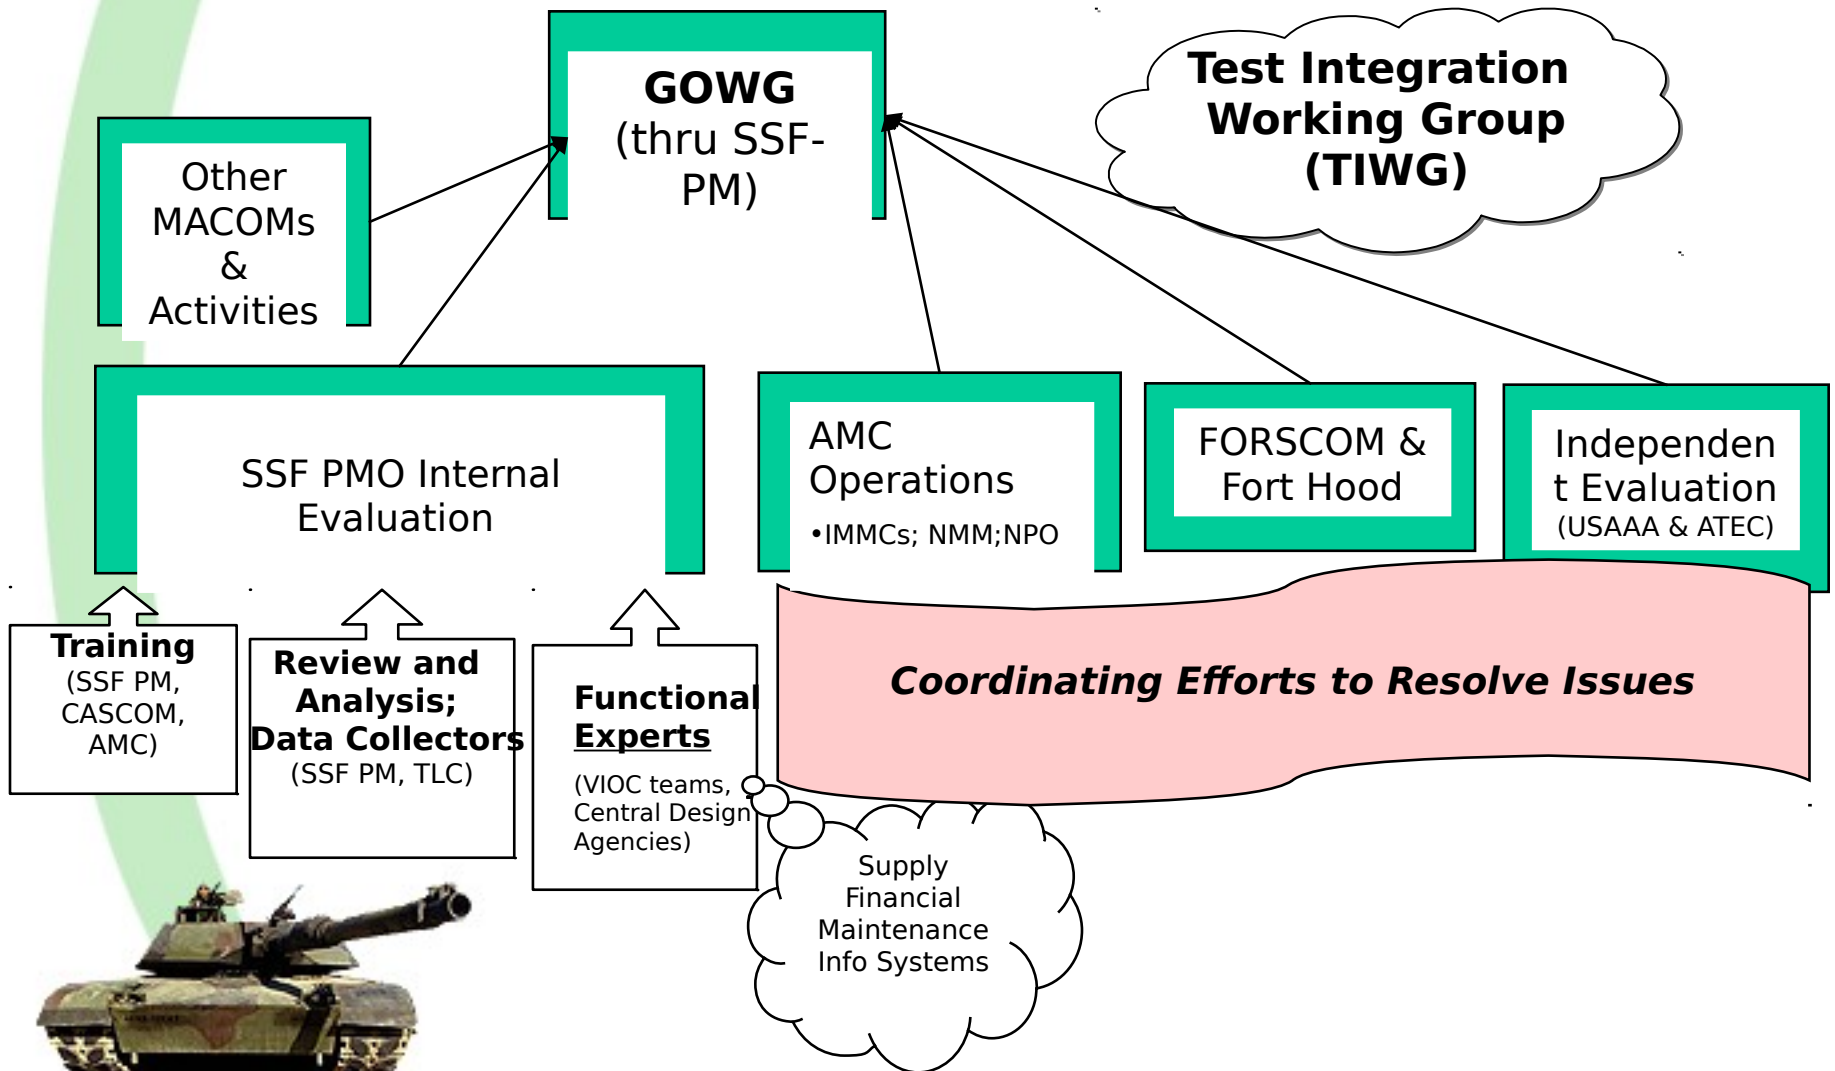 GOWG
(thru SSF-
PM)
Test Integration
Working Group
(TIWG)
Other
MACOMs
&
Activities
SSF PMO Internal
Evaluation
AMC
Operations
•IMMCs; NMM;NPO
FORSCOM &
Fort Hood
Independen
t Evaluation
(USAAA & ATEC)
Training
(SSF PM,
CASCOM,
AMC)
Review and
Analysis;
Data Collectors
(SSF PM, TLC)
Functional
Experts
(VIOC teams,
Central Design
Agencies)
Coordinating Efforts to Resolve Issues
Supply
Financial
Maintenance
Info Systems